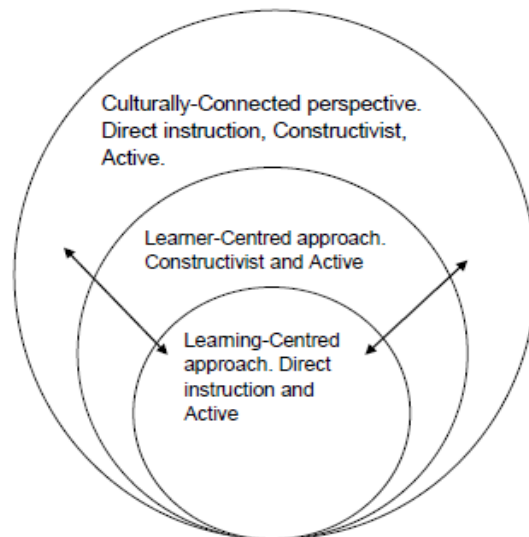 Culturally-Connected perspective.
Direct instruction, Constructivist,
Active.
Learner-Centred approach.
Constructivist and Active
Learning-Centred
approach. Direct
instruction and
Active